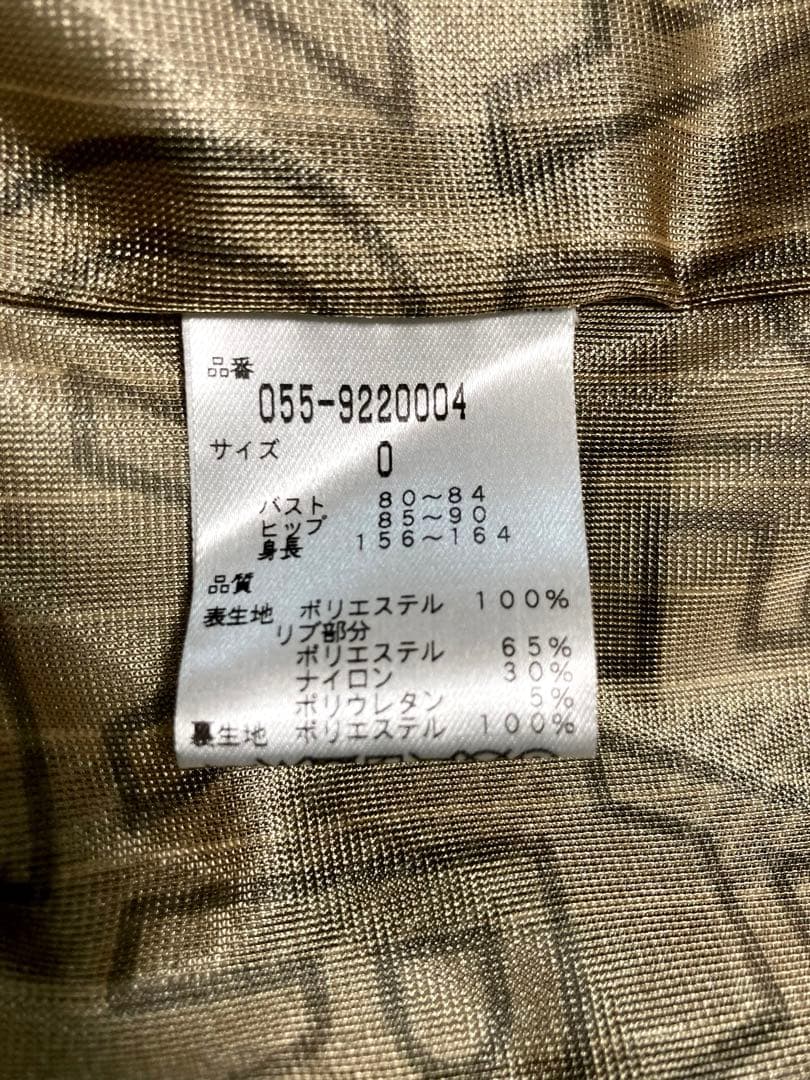 品番
055-9220004
サイズ
0
バスト 80～84
ヒップ 85～90
身長 156～164
品質
表生地 ポリエステル 100%
リブ部分
ポリエステル 65%
ナイロン 30%
ポリウレタン 5%
裏生地 ポリエステル 100%